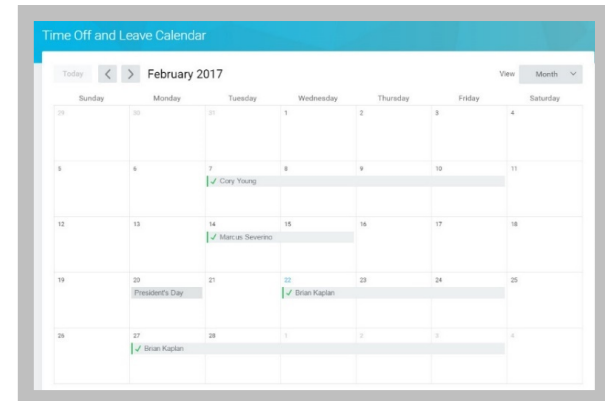 Time Off and Leave Calendar
Today < > February 2017 View Month
Sunday Monday Tuesday Wednesday Thursday Friday Saturday
29 30 31 1 2 3 4
5 6 7 8 9 10 11
Cory Young
12 13 14 15 16 17 18
Marcus Severino
19 20 21 22 23 24 25
President's Day Brian Kaplan
26 27 28 1 2 3 4
Brian Kaplan